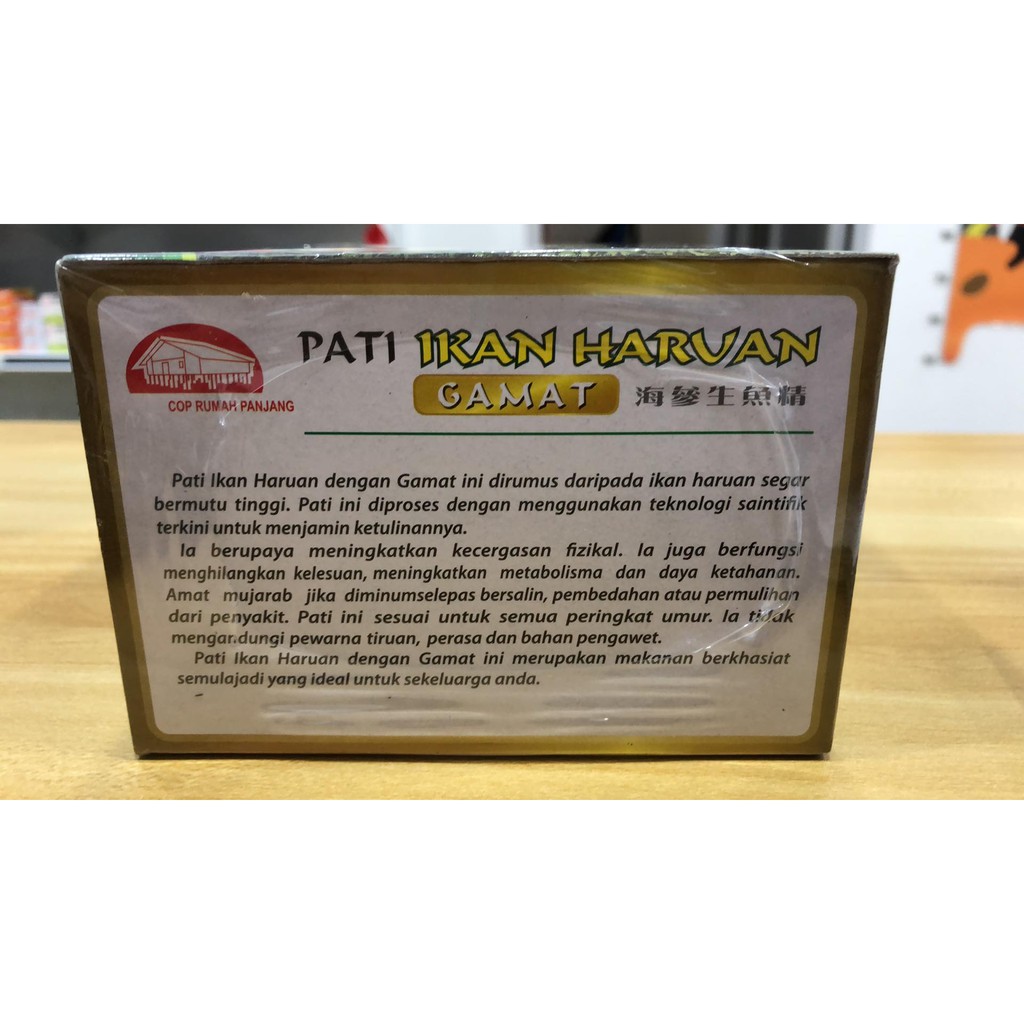 PATI IKAN HARUAN
GAMAT 海參生魚精
COP RUMAH PANJANG
Pati Ikan Haruan dengan Gamat ini dirumus daripada ikan haruan segar
bermutu tinggi. Pati ini diproses dengan menggunakan teknologi saintifik
terkini untuk menjamin ketulinannya.
Ia berupaya meningkatkan kecergasan fizikal. Ia juga berfungsi
menghilangkan kelesuan, meningkatkan metabolisma dan daya ketahanan.
Amat mujarab jika diminumselepas bersalin, pembedahan atau permulihan
dari penyakit. Pati ini sesuai untuk semua peringkat umur. Ia tidak
mengandungi pewarna tiruan, perasa dan bahan pengawet.
Pati Ikan Haruan dengan Gamat ini merupakan makanan berkhasiat
semulajadi yang ideal untuk sekeluarga anda.